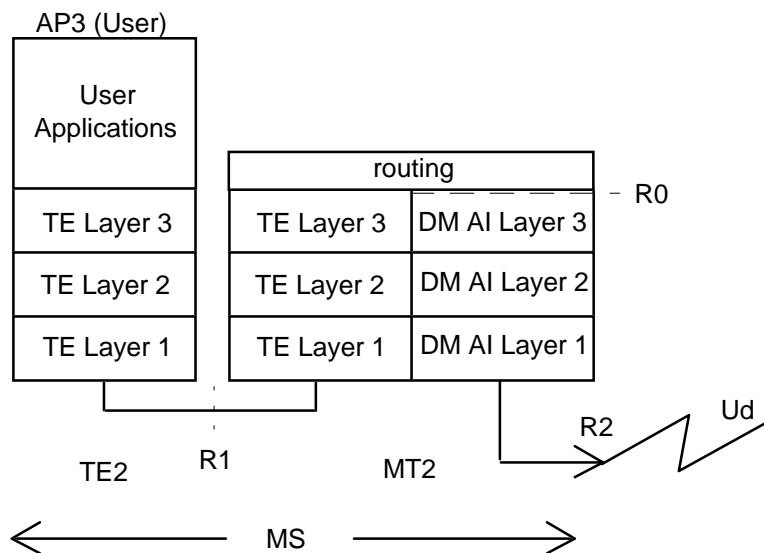 AP3 (User)
User
Applications
routing
R0
TE Layer 3
TE Layer 3
DM AI Layer 3
TE Layer 2
TE Layer 2
DM AI Layer 2
TE Layer 1
TE Layer 1
DM AI Layer 1
R1
R2
Ud
TE2
MT2
MS